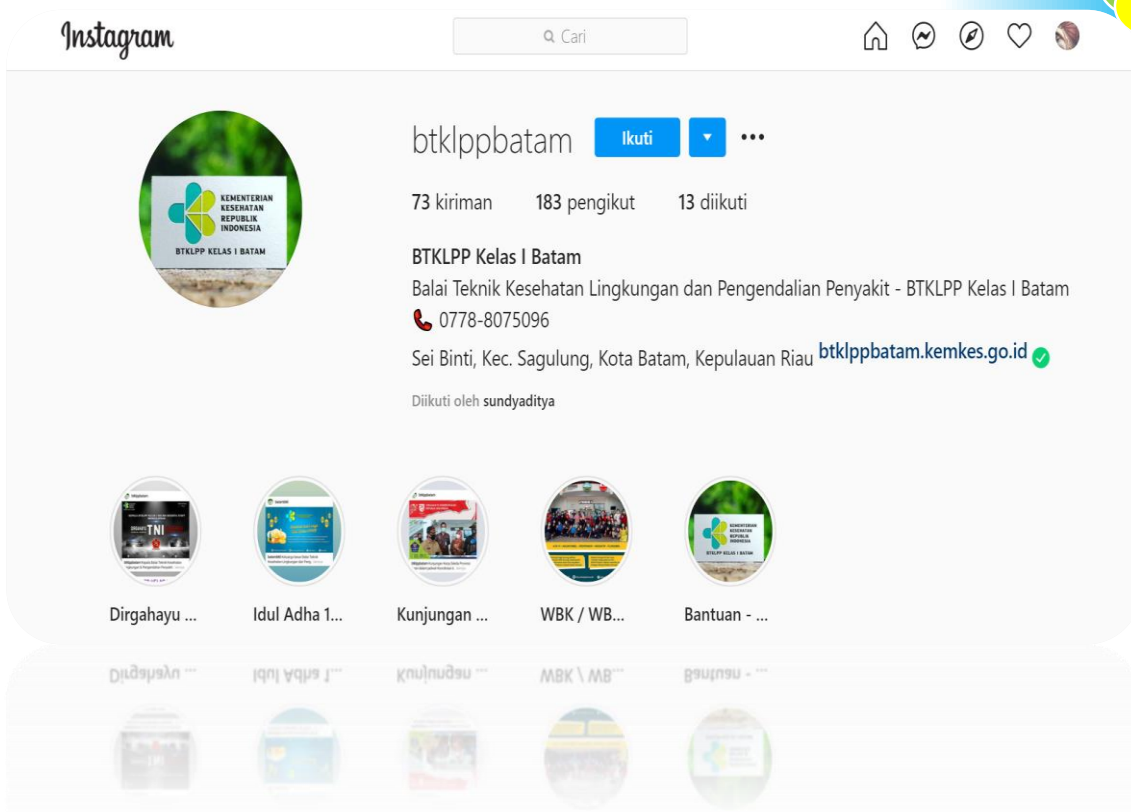 Instagram
Cari
btklppbatam Ikuti
73 kiriman 183 pengikut 13 diikuti
BTKLPP Kelas I Batam
Balai Teknik Kesehatan Lingkungan dan Pengendalian Penyakit - BTKLPP Kelas I Batam
0778-8075096
Sei Binti, Kec. Sagulung, Kota Batam, Kepulauan Riau btklppbatam.kemkes.go.id
Diikuti oleh sundyaditya
KEMENTERIAN
KESEHATAN
REPUBLIK
INDONESIA
BTKLPP KELAS I BATAM
TNI
Dirgahayu ... Idul Adha 1... Kunjungan ... WBK / WB... Bantuan - ...